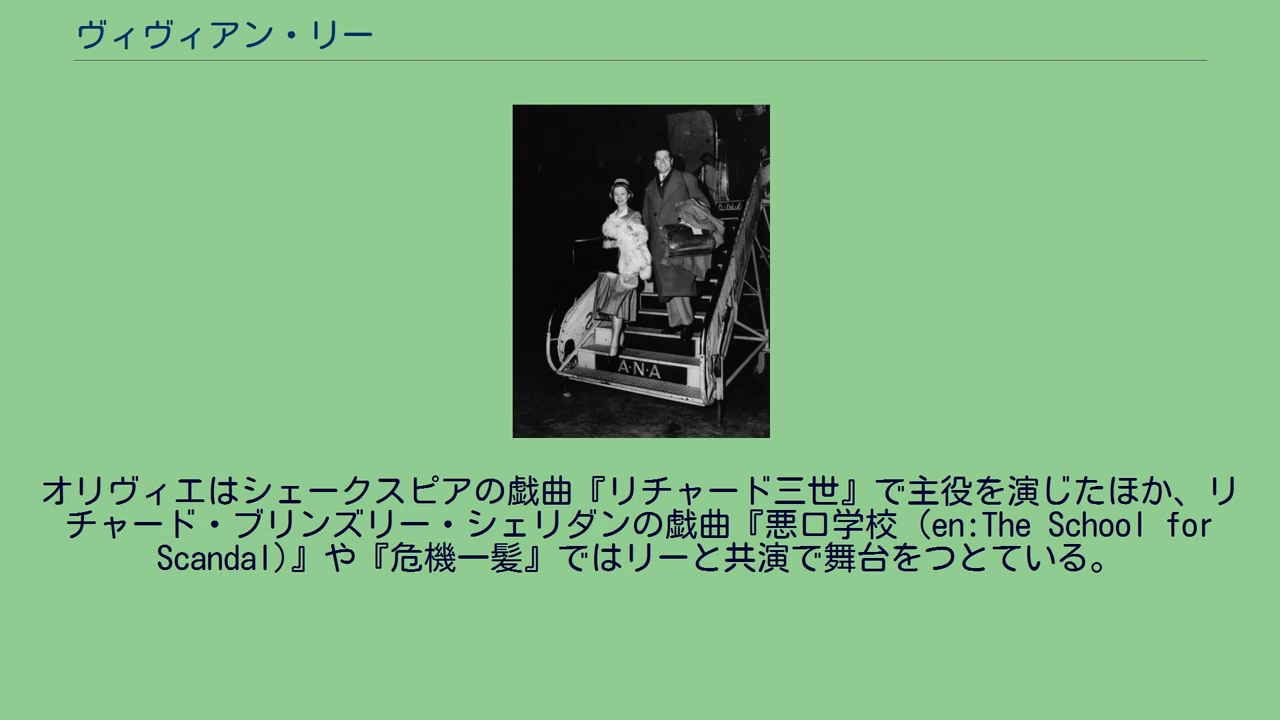 ヴィヴィアン・リー
A·N·A
オリヴィエはシェークスピアの戯曲『リチャード三世』で主役を演じたほか、リ
チャード・ブリンズリー・シェリダンの戯曲『悪口学校 (en:The School for
Scandal)』や『危機一髪』ではリーと共演で舞台をつとている。